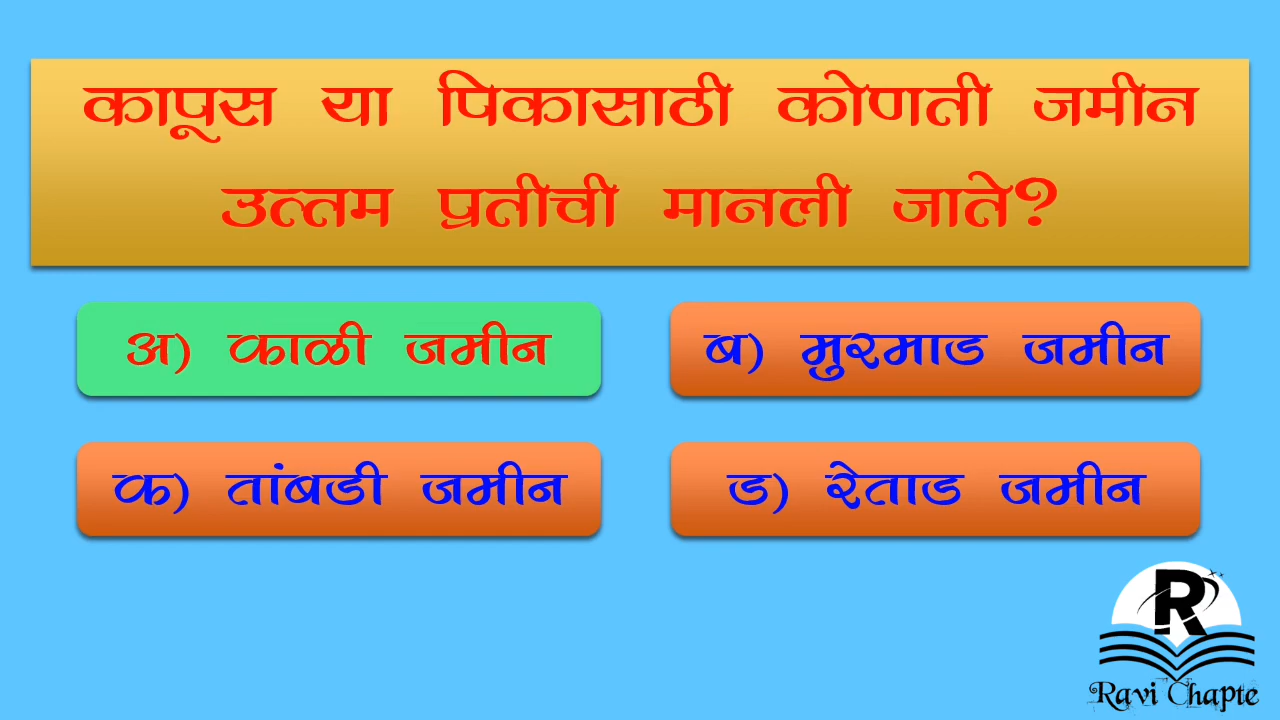 कापूस या पिकासाठी कोणती जमीन
उत्तम प्रतीची मानली जाते?
अ) काळी जमीन
ब) मुरमाड जमीन
क) तांबडी जमीन
ड) रेताड जमीन
R
Ravi Chapte